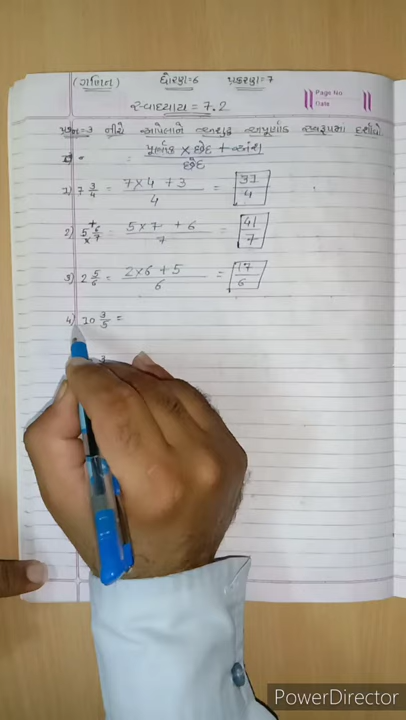 (ગણિત) ધોરણ=6 પ્રકરણ=7
સ્વાધ્યાય = 7.2
Page No
Date
પ્રશ્ન=3 નીચે આપેલાને અશુદ્ધ અપૂર્ણાંક સ્વરૂપમાં દર્શાવો
પૂર્ણાંક × છેદ + અંશ
છેદ
1) 7 3/4 = 7×4 +3 / 4 = 31/4
2) 5 6/7 = 5×7 +6 / 7 = 41/7
3) 2 5/6 = 2×6 +5 / 6 = 17/6
4) 10 3/5 =
PowerDirector